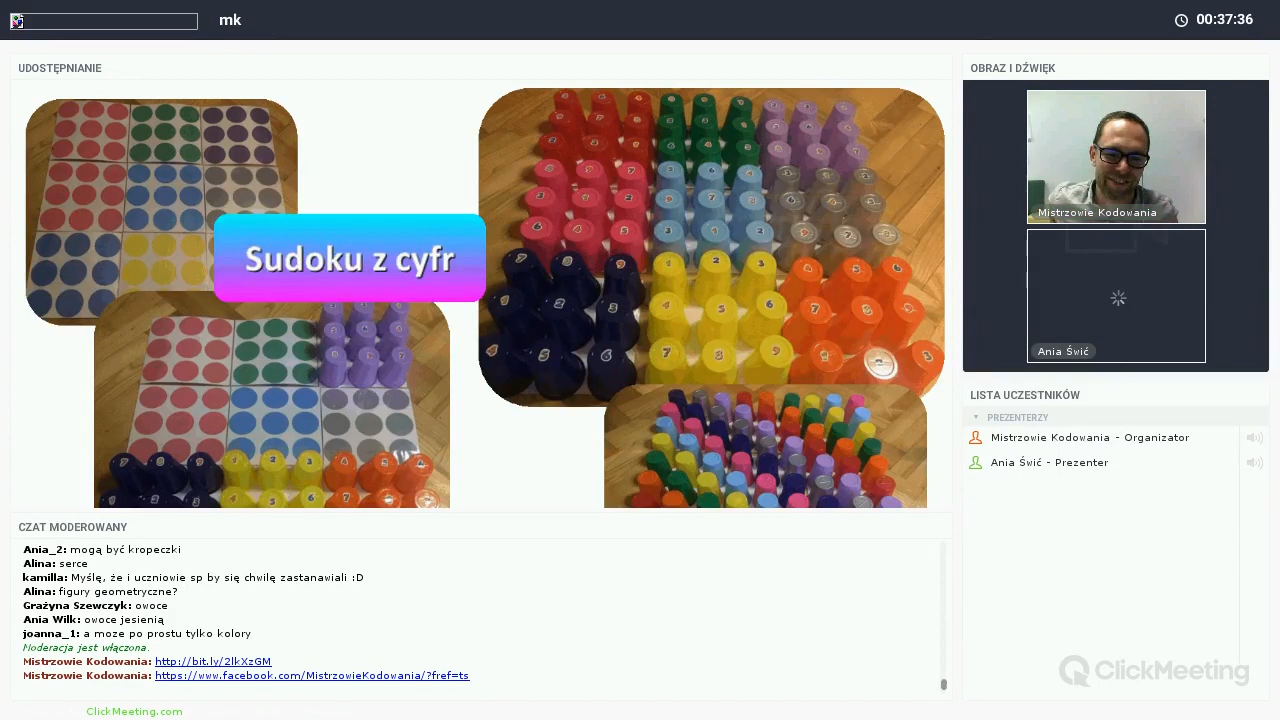 mk
00:37:36
UDOSTĘPNIANIE
Sudoku z cyfr
OBRAZ I DŹWIĘK
Mistrzowie Kodowania
Ania Świć
LISTA UCZESTNIKÓW
PREZENTERZY
Mistrzowie Kodowania - Organizator
Ania Świć - Prezenter
CZAT MODEROWANY
Ania_2: mogą być kropeczki
Alina: serce
kamilla: Myślę, że i uczniowie sp by się chwilę zastanawiali :D
Alina: figury geometryczne?
Grażyna Szewczyk: owoce
Ania Wilk: owoce jesienią
joanna_1: a moze po prostu tylko kolory
Moderacja jest włączona.
Mistrzowie Kodowania: http://bit.ly/2lkXzGM
Mistrzowie Kodowania: https://www.facebook.com/MistrzowieKodowania/?fref=ts
ClickMeeting
ClickMeeting.com